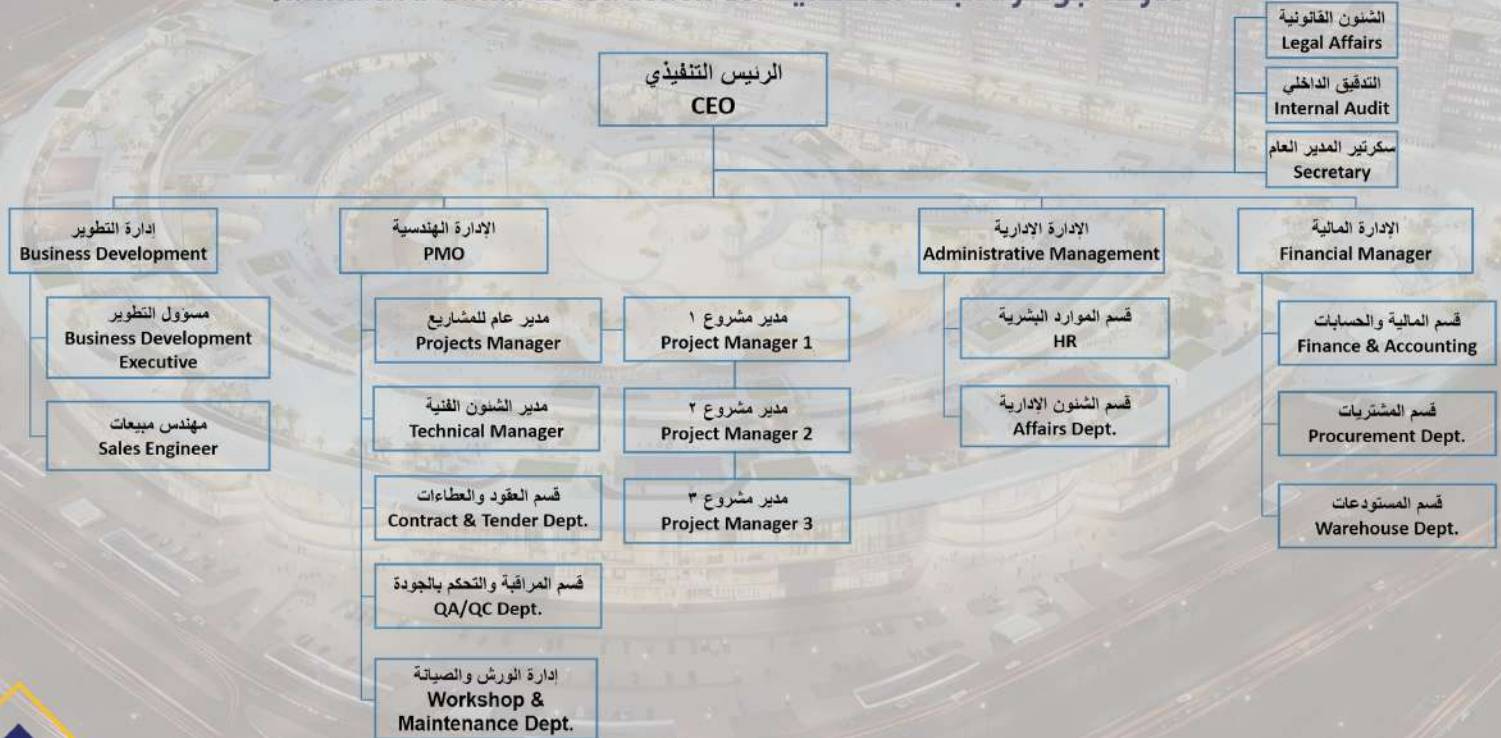 الشئون القانونية
Legal Affairs
التدقيق الداخلي
Internal Audit
سكرتير المدير العام
Secretary
الرئيس التنفيذي
CEO
إدارة التطوير
Business Development
مسؤول التطوير
Business Development
Executive
مهندس مبيعات
Sales Engineer
الإدارة الهندسية
PMO
مدير عام للمشاريع
Projects Manager
مدير الشئون الفنية
Technical Manager
قسم العقود والعطاءات
Contract & Tender Dept.
قسم المراقبة والتحكم بالجودة
QA/QC Dept.
إدارة الورش والصيانة
Workshop &
Maintenance Dept.
مدير مشروع ١
Project Manager 1
مدير مشروع ٢
Project Manager 2
مدير مشروع ٣
Project Manager 3
الإدارة الإدارية
Administrative Management
قسم الموارد البشرية
HR
قسم الشئون الإدارية
Affairs Dept.
الإدارة المالية
Financial Manager
قسم المالية والحسابات
Finance & Accounting
قسم المشتريات
Procurement Dept.
قسم المستودعات
Warehouse Dept.